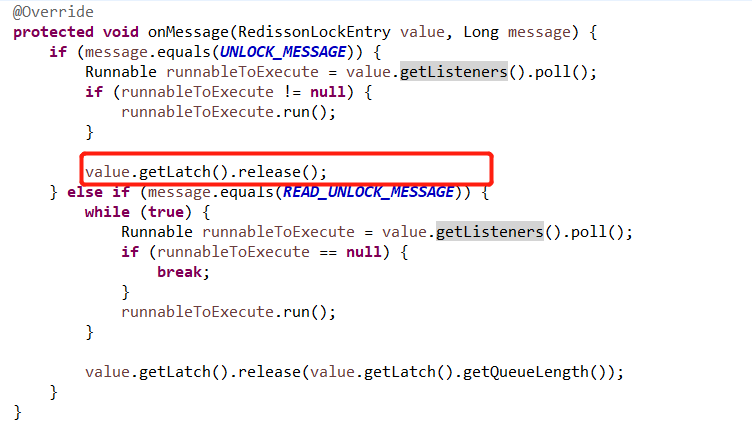 @Override
protected void onMessage(RedissonLockEntry value, Long message) {
    if (message.equals(UNLOCK_MESSAGE)) {
        Runnable runnableToExecute = value.getListeners().poll();
        if (runnableToExecute != null) {
            runnableToExecute.run();
        }

        value.getLatch().release();
    } else if (message.equals(READ_UNLOCK_MESSAGE)) {
        while (true) {
            Runnable runnableToExecute = value.getListeners().poll();
            if (runnableToExecute == null) {
                break;
            }
            runnableToExecute.run();
        }

        value.getLatch().release(value.getLatch().getQueueLength());
    }
}